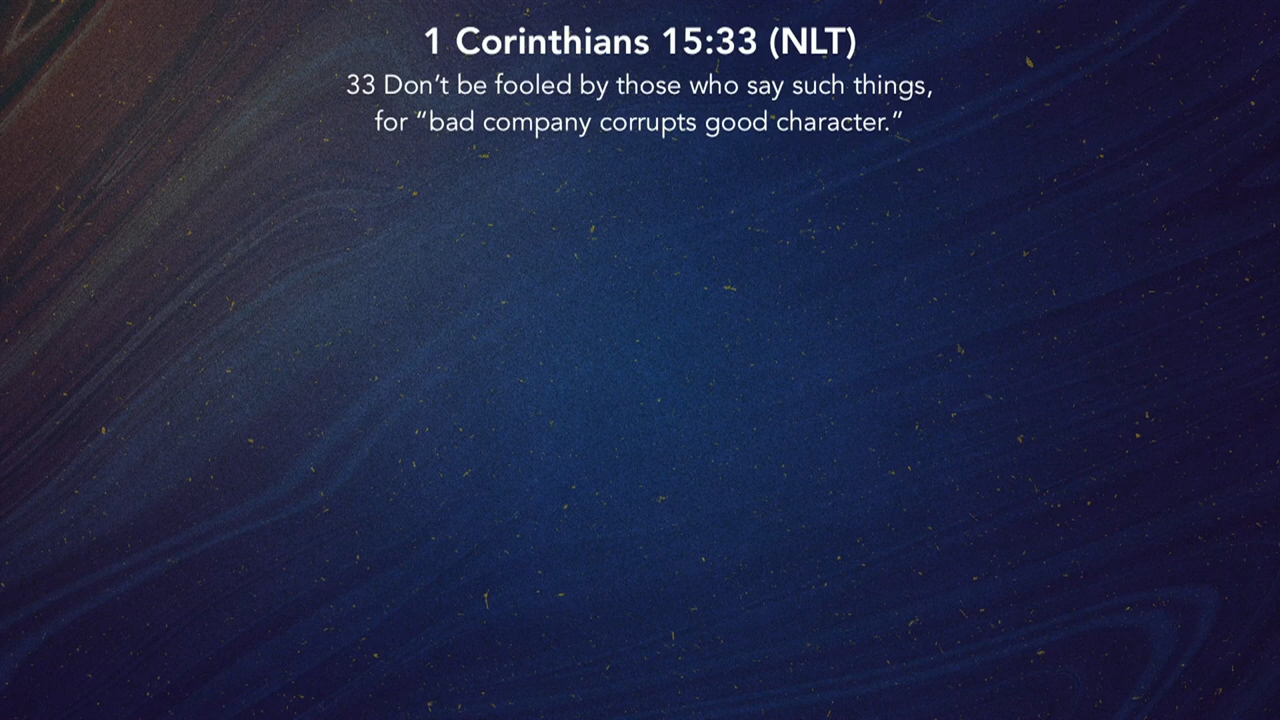 1 Corinthians 15:33 (NLT)
33 Don’t be fooled by those who say such things,
for “bad company corrupts good character.”